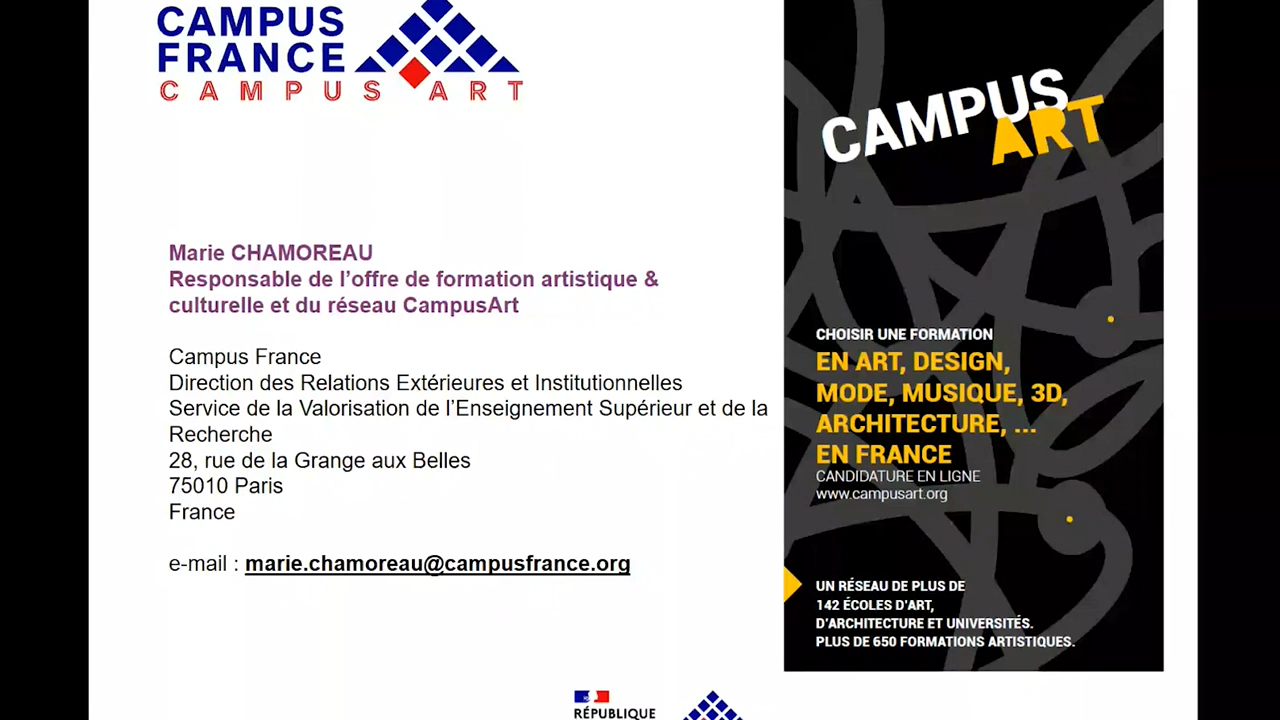 CAMPUS
FRANCE
CAMPUS ART
Marie CHAMOREAU
Responsable de l’offre de formation artistique &
culturelle et du réseau CampusArt
Campus France
Direction des Relations Extérieures et Institutionnelles
Service de la Valorisation de l’Enseignement Supérieur et de la
Recherche
28, rue de la Grange aux Belles
75010 Paris
France
e-mail : marie.chamoreau@campusfrance.org
CAMPUS
ART
CHOISIR UNE FORMATION
EN ART, DESIGN,
MODE, MUSIQUE, 3D,
ARCHITECTURE, ...
EN FRANCE
CANDIDATURE EN LIGNE
www.campusart.org
UN RÉSEAU DE PLUS DE
142 ÉCOLES D'ART,
D'ARCHITECTURE ET UNIVERSITÉS.
PLUS DE 650 FORMATIONS ARTISTIQUES.
RÉPUBLIQUE